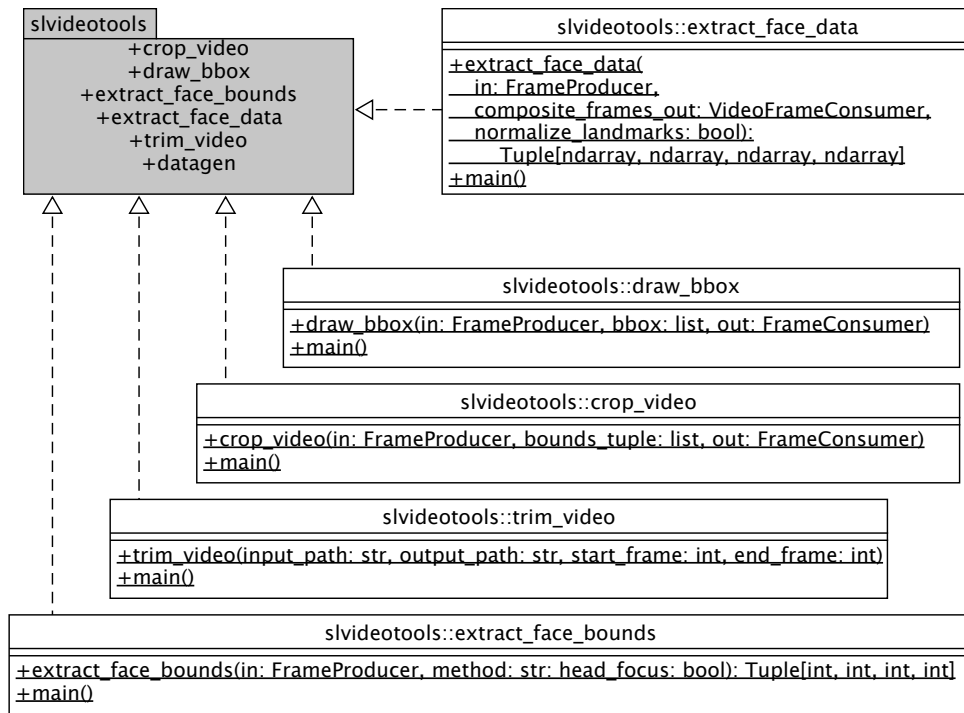 slvideotools
+crop_video
+draw_bbox
+extract_face_bounds
+extract_face_data
+trim_video
+datagen
slvideotools::extract_face_data
+extract_face_data(
in: FrameProducer,
composite_frames_out: VideoFrameConsumer,
normalize_landmarks: bool):
Tuple[ndarray, ndarray, ndarray, ndarray]
+main()
slvideotools::draw_bbox
+draw_bbox(in: FrameProducer, bbox: list, out: FrameConsumer)
+main()
slvideotools::crop_video
+crop_video(in: FrameProducer, bounds_tuple: list, out: FrameConsumer)
+main()
slvideotools::trim_video
+trim_video(input_path: str, output_path: str, start_frame: int, end_frame: int)
+main()
slvideotools::extract_face_bounds
+extract_face_bounds(in: FrameProducer, method: str: head_focus: bool): Tuple[int, int, int, int]
+main()